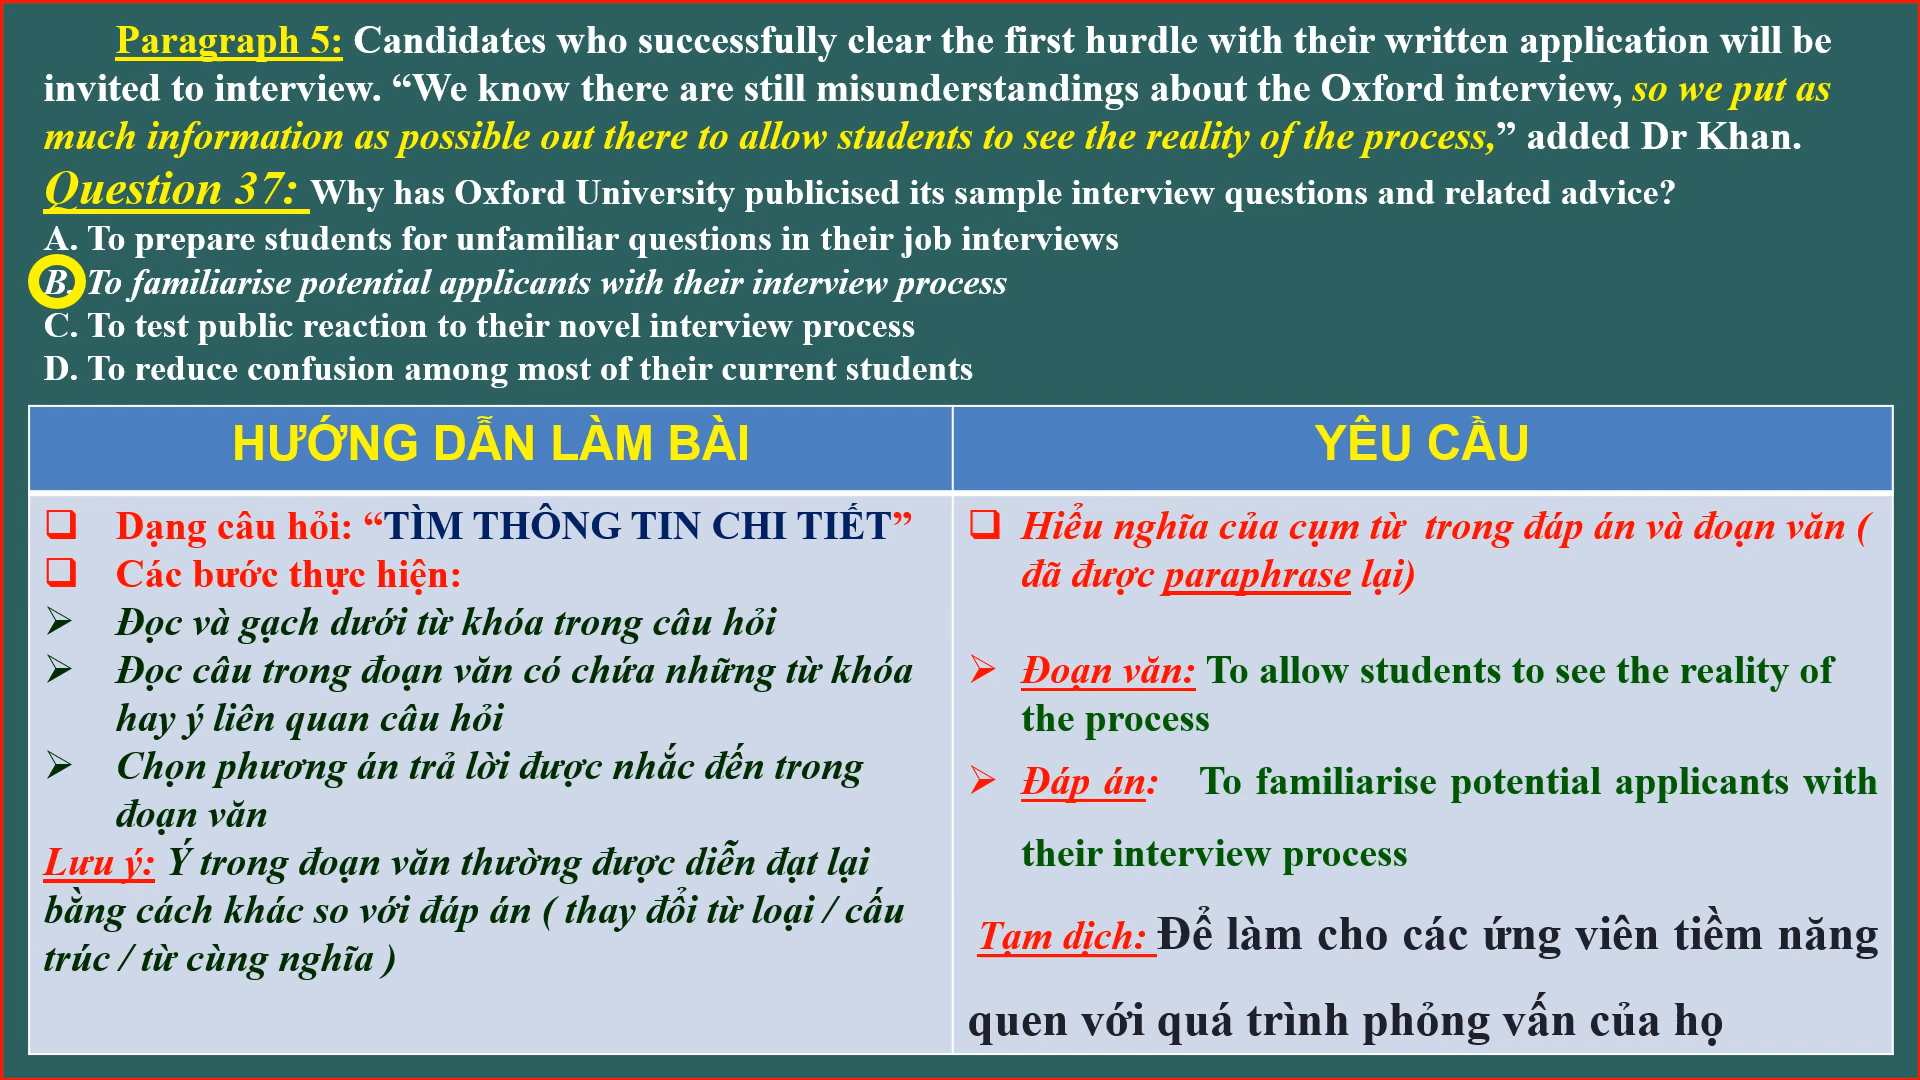 Paragraph 5: Candidates who successfully clear the first hurdle with their written application will be
invited to interview. “We know there are still misunderstandings about the Oxford interview, so we put as
much information as possible out there to allow students to see the reality of the process,” added Dr Khan.
Question 37: Why has Oxford University publicised its sample interview questions and related advice?
A. To prepare students for unfamiliar questions in their job interviews
B. To familiarise potential applicants with their interview process
C. To test public reaction to their novel interview process
D. To reduce confusion among most of their current students
HƯỚNG DẪN LÀM BÀI
❑ Dạng câu hỏi: “TÌM THÔNG TIN CHI TIẾT”
❑ Các bước thực hiện:
➢ Đọc và gạch dưới từ khóa trong câu hỏi
➢ Đọc câu trong đoạn văn có chứa những từ khóa
hay ý liên quan câu hỏi
➢ Chọn phương án trả lời được nhắc đến trong
đoạn văn
Lưu ý: Ý trong đoạn văn thường được diễn đạt lại
bằng cách khác so với đáp án ( thay đổi từ loại / cấu
trúc / từ cùng nghĩa )
YÊU CẦU
❑ Hiểu nghĩa của cụm từ trong đáp án và đoạn văn (
đã được paraphrase lại)
➢ Đoạn văn: To allow students to see the reality of
the process
➢ Đáp án: To familiarise potential applicants with
their interview process
Tạm dịch: Để làm cho các ứng viên tiềm năng
quen với quá trình phỏng vấn của họ